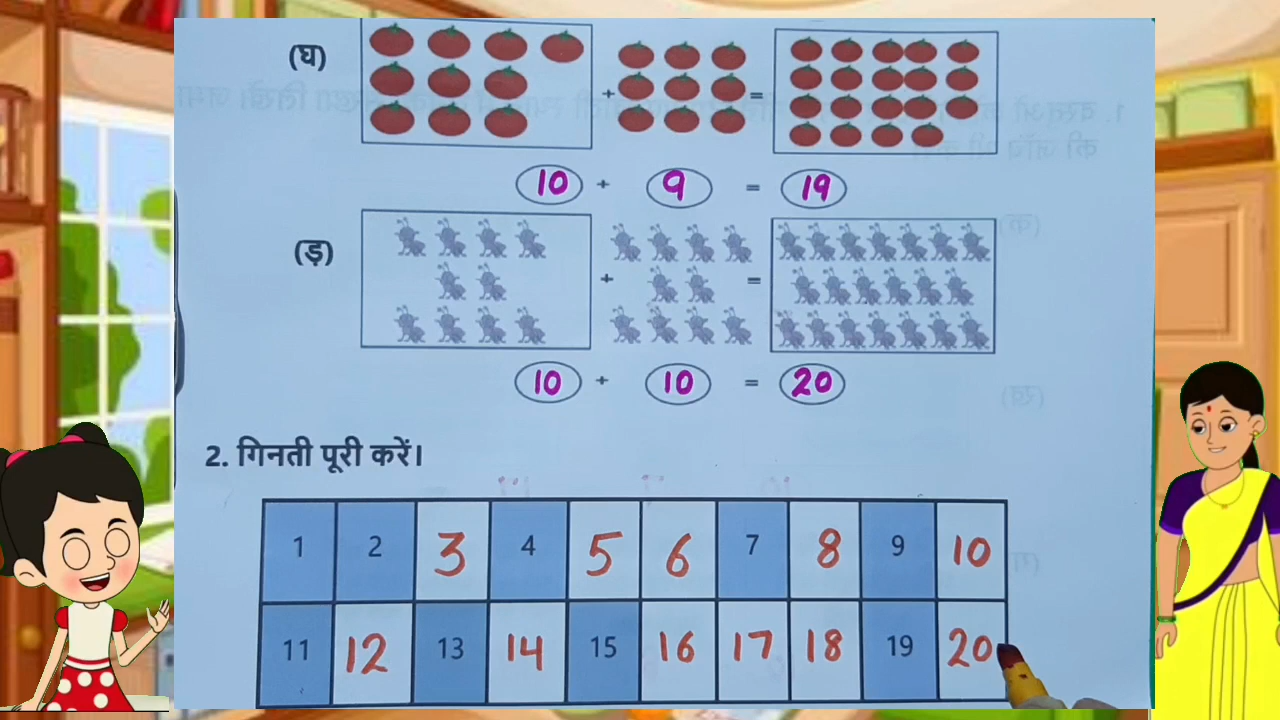 (घ)
+ =
10 + 9 = 19
(ड़)
+ =
10 + 10 = 20
2. गिनती पूरी करें।
1 2 3 4 5 6 7 8 9 10
11 12 13 14 15 16 17 18 19 20